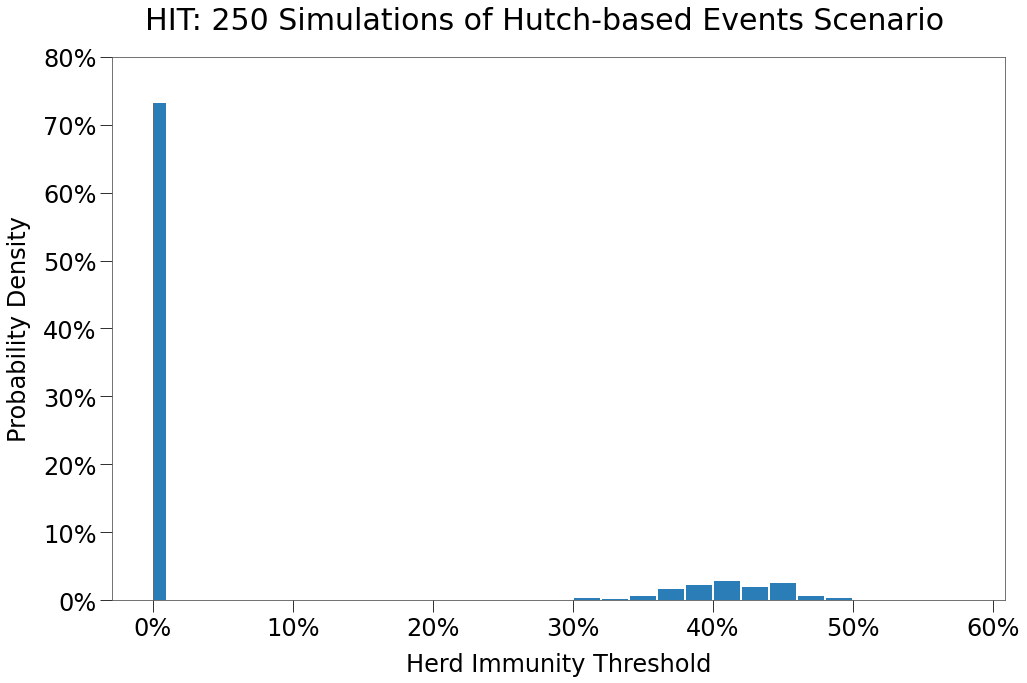 HIT: 250 Simulations of Hutch-based Events Scenario
80%
70%
60%
50%
40%
30%
20%
10%
0%
Probability Density
0% 10% 20% 30% 40% 50% 60%
Herd Immunity Threshold